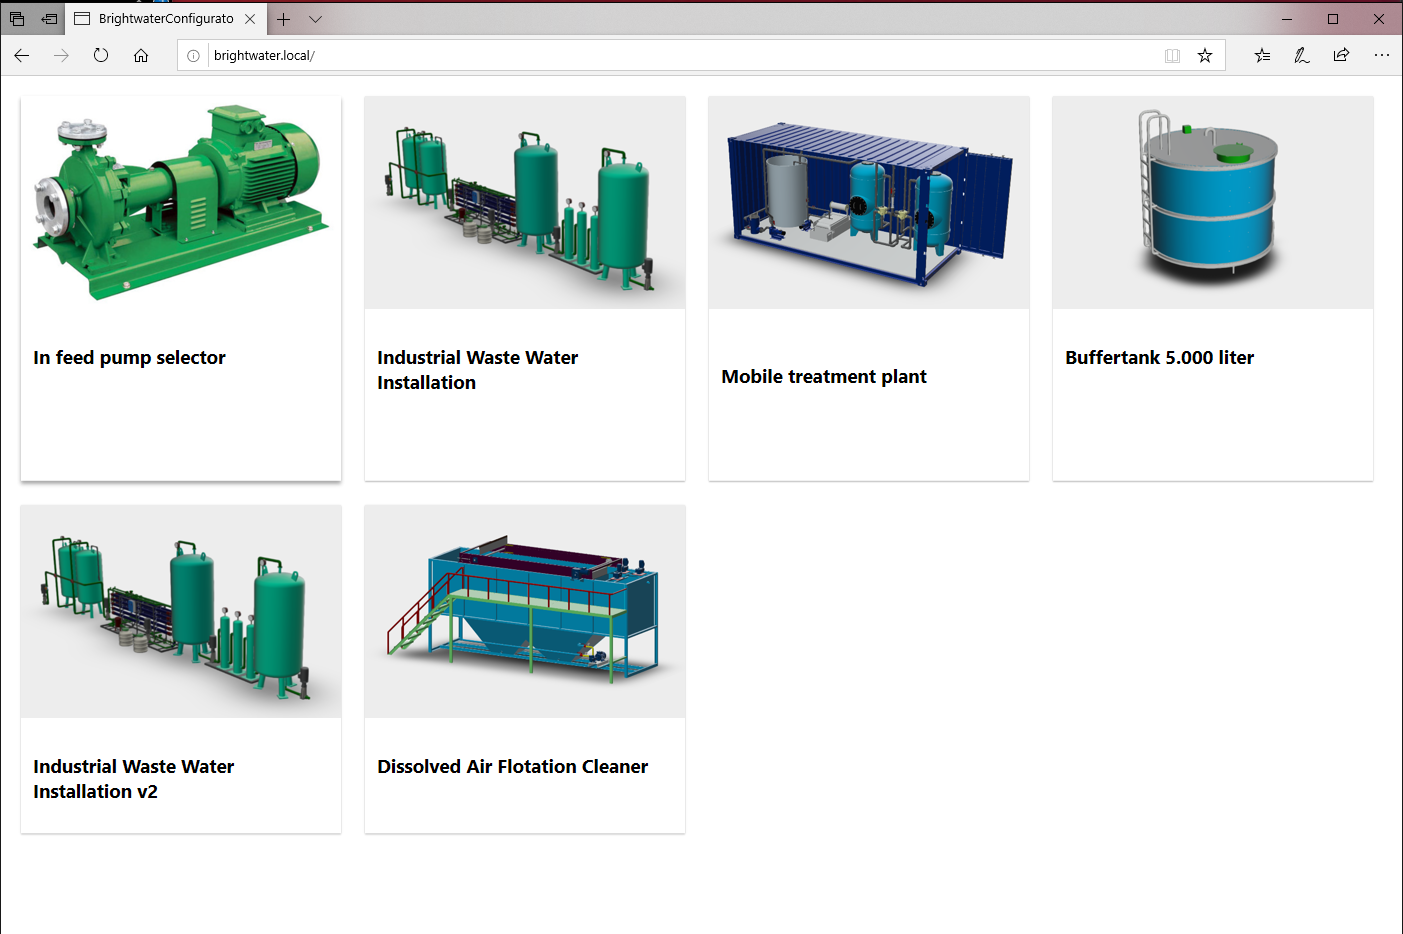 BrightwaterConfigurato
brightwater.local/
In feed pump selector
Industrial Waste Water
Installation
Mobile treatment plant
Buffertank 5.000 liter
Industrial Waste Water
Installation v2
Dissolved Air Flotation Cleaner